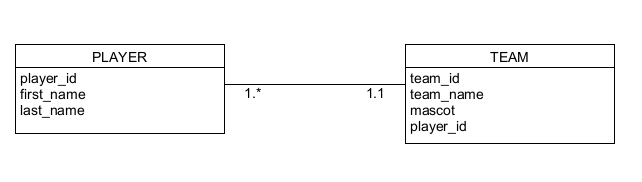 PLAYER
player_id
first_name
last_name
1.*
1.1
TEAM
team_id
team_name
mascot
player_id